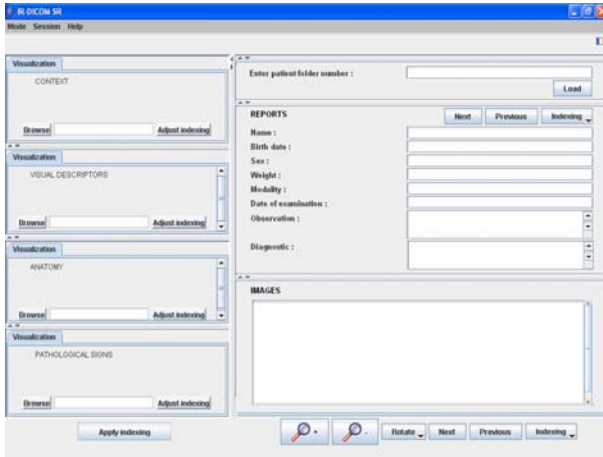 IR-DICOM SR
Mode Session Help
Visualization
CONTEXT
Browse Adjust indexing
Visualization
VISUAL DESCRIPTORS
Browse Adjust indexing
Visualization
ANATOMY
Browse Adjust indexing
Visualization
PATHOLOGICAL SIGNS
Browse Adjust indexing
Apply indexing
Enter patient folder number :
Load
REPORTS Next Previous Indexing
Name :
Birth date :
Sex :
Weight :
Modality :
Date of examination :
Observation :
Diagnostic :
IMAGES
+ - Rotate Next Previous Indexing